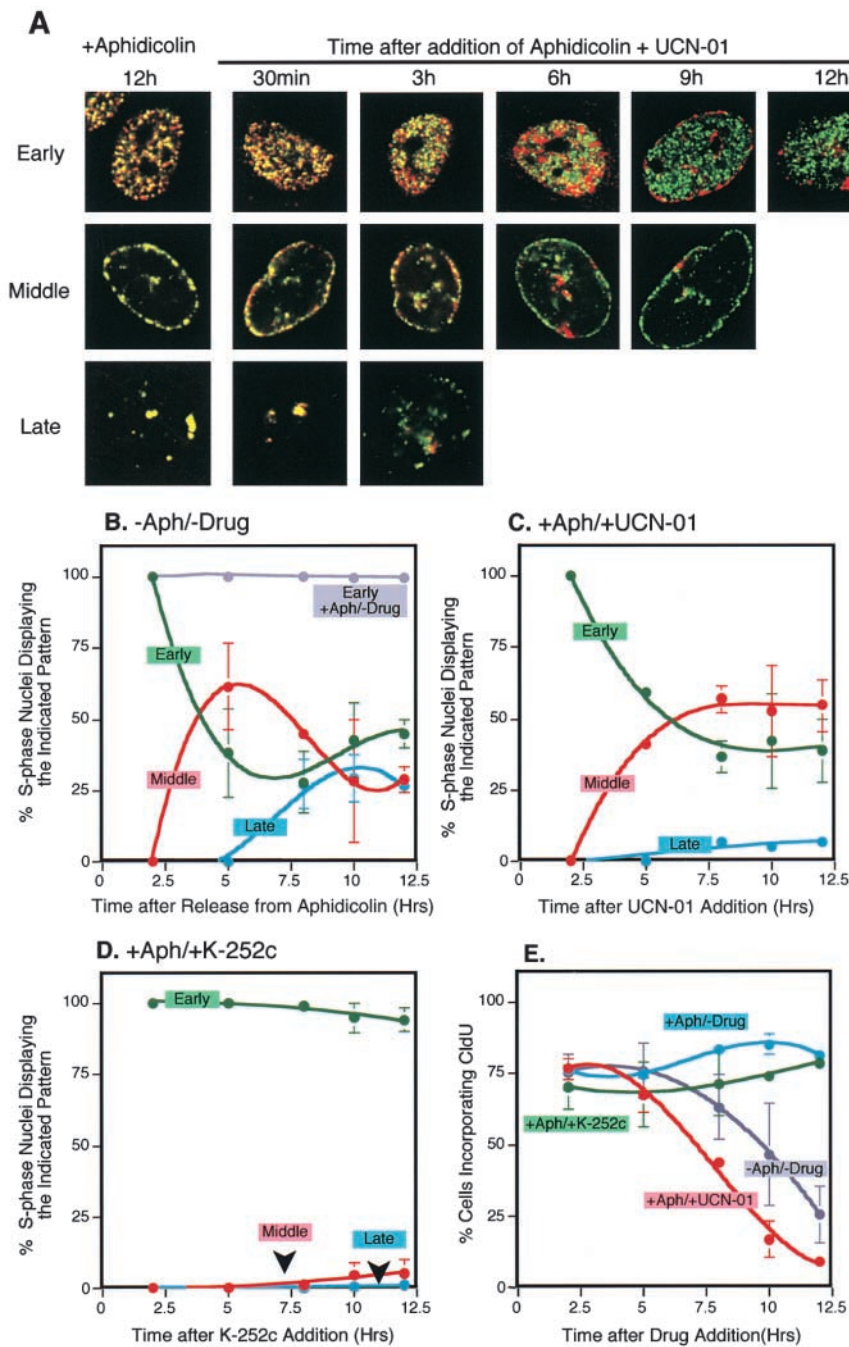 A
+Aphidicolin
Time after addition of Aphidicolin + UCN-01
12h 30min 3h 6h 9h 12h
Early
Middle
Late
B. -Aph/-Drug
% S-phase Nuclei Displaying
the Indicated Pattern
100
75
50
25
0
Early
+Aph/-Drug
Early
Middle
Late
0 2.5 5 7.5 10 12.5
Time after Release from Aphidicolin (Hrs)
C. +Aph/+UCN-01
% S-phase Nuclei Displaying
the Indicated Pattern
100
75
50
25
0
Early
Middle
Late
0 2.5 5 7.5 10 12.5
Time after UCN-01 Addition (Hrs)
D. +Aph/+K-252c
% S-phase Nuclei Displaying
the Indicated Pattern
100
75
50
25
0
Early
Middle
Late
0 2.5 5 7.5 10 12.5
Time after K-252c Addition (Hrs)
E.
% Cells Incorporating CldU
100
75
50
25
0
+Aph/-Drug
+Aph/+K-252c
-Aph/-Drug
+Aph/+UCN-01
0 2.5 5 7.5 10 12.5
Time after Drug Addition(Hrs)